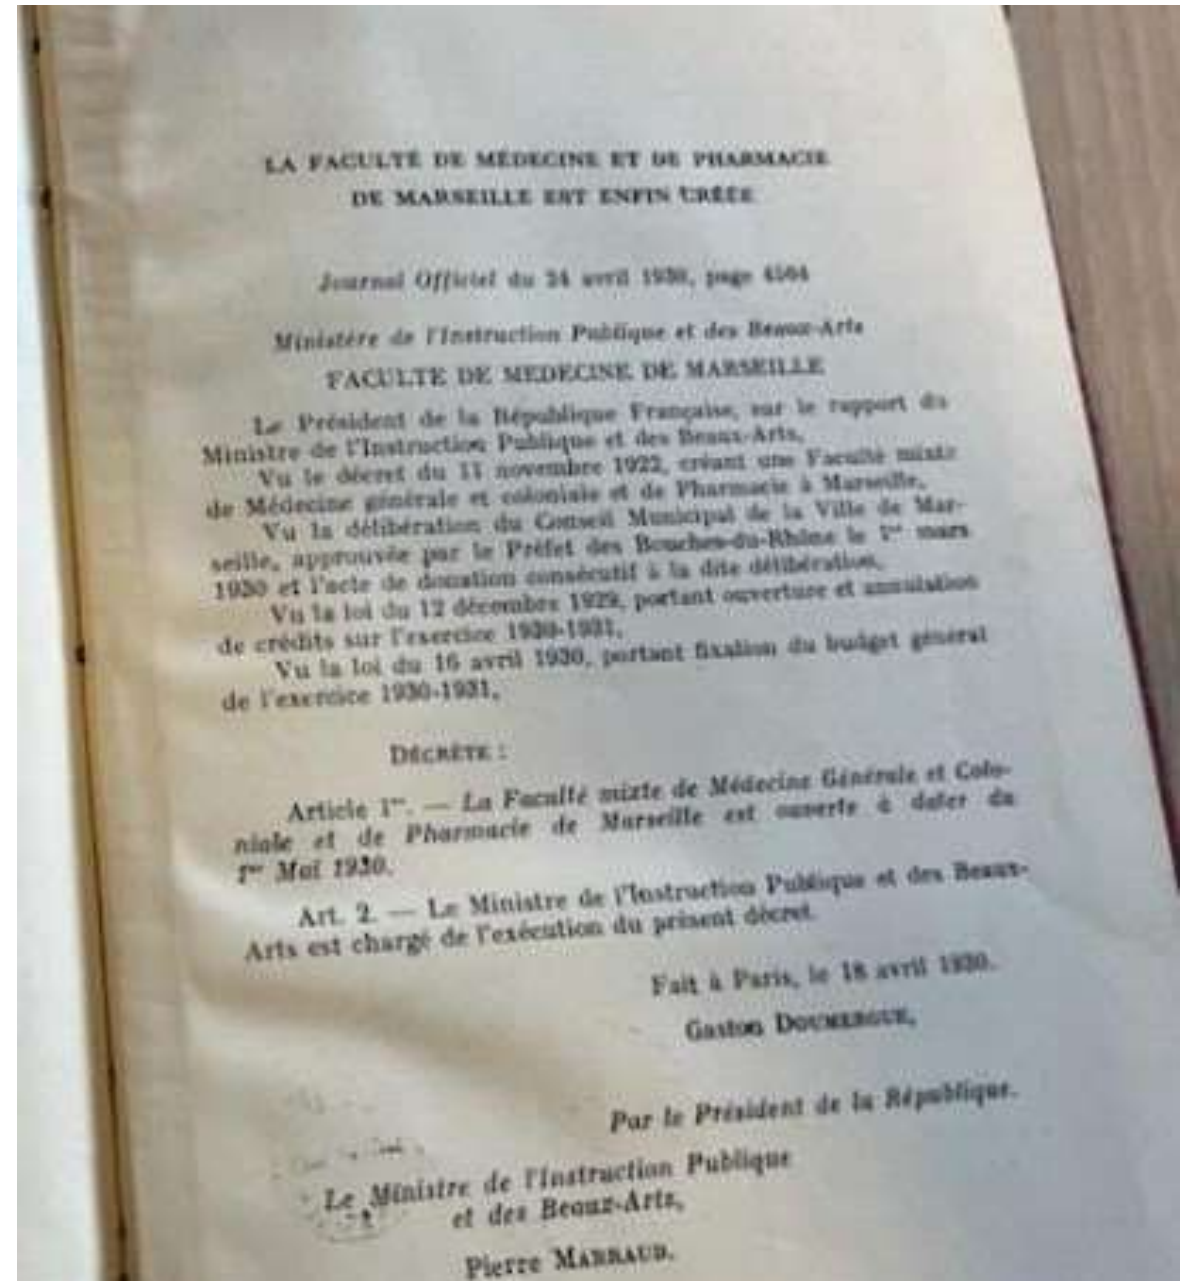 LA FACULTÉ DE MÉDECINE ET DE PHARMACIE
DE MARSEILLE EST ENFIN CRÉÉE
Journal Officiel du 24 avril 1930, page 4504
Ministère de l'Instruction Publique et des Beaux-Arts
FACULTE DE MEDECINE DE MARSEILLE
Le Président de la République Française, sur le rapport du
Ministre de l'Instruction Publique et des Beaux-Arts,
Vu le décret du 11 novembre 1922, créant une Faculté mixte
de Médecine générale et coloniale et de Pharmacie à Marseille,
Vu la délibération du Conseil Municipal de la Ville de Mar-
seille, approuvée par le Préfet des Bouches-du-Rhône le 1er mars
1930 et l'acte de donation consécutif à la dite délibération,
Vu la loi du 12 décembre 1929, portant ouverture et annulation
de crédits sur l'exercice 1930-1931,
Vu la loi du 16 avril 1930, portant fixation du budget général
de l'exercice 1930-1931,
DÉCRÈTE :
Article 1er. — La Faculté mixte de Médecine Générale et Colo-
niale et de Pharmacie de Marseille est ouverte à dater du
1er Mai 1930.
Art. 2. — Le Ministre de l'Instruction Publique et des Beaux-
Arts est chargé de l'exécution du présent décret.
Fait à Paris, le 18 avril 1930.
Gaston DOUMERGUE,
Par le Président de la République.
Le Ministre de l'Instruction Publique
et des Beaux-Arts,
Pierre MARRAUD.